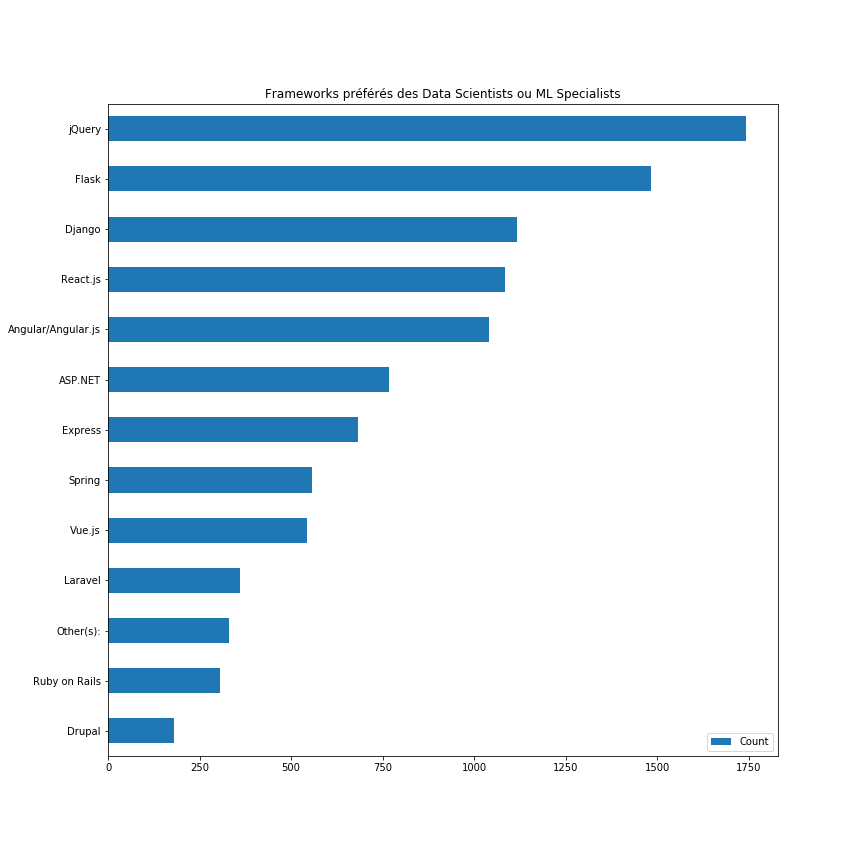 Frameworks préférés des Data Scientists ou ML Specialists
jQuery
Flask
Django
React.js
Angular/Angular.js
ASP.NET
Express
Spring
Vue.js
Laravel
Other(s):
Ruby on Rails
Drupal
Count
0 250 500 750 1000 1250 1500 1750